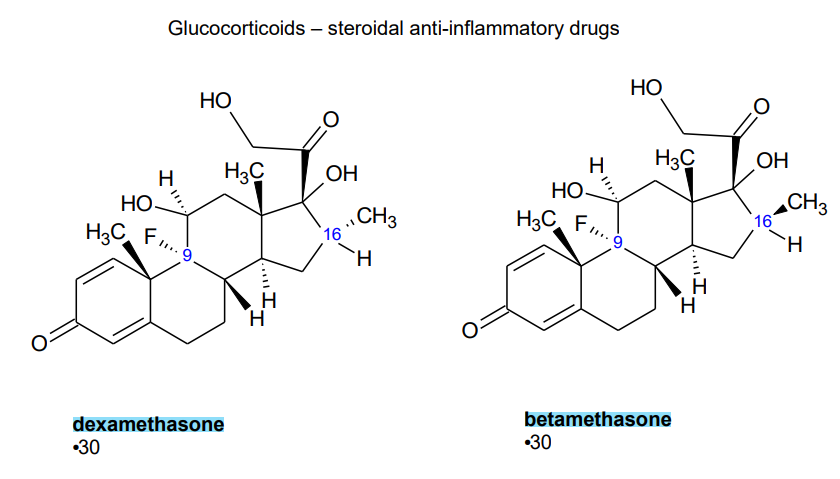 Glucocorticoids – steroidal anti-inflammatory drugs
HO
O
H
H₃C
OH
HO
CH₃
H₃C
F
16
9
H
H
H
O
HO
O
H
H₃C
OH
HO
CH₃
H₃C
F
16
9
H
H
H
O
dexamethasone
•30
betamethasone
•30